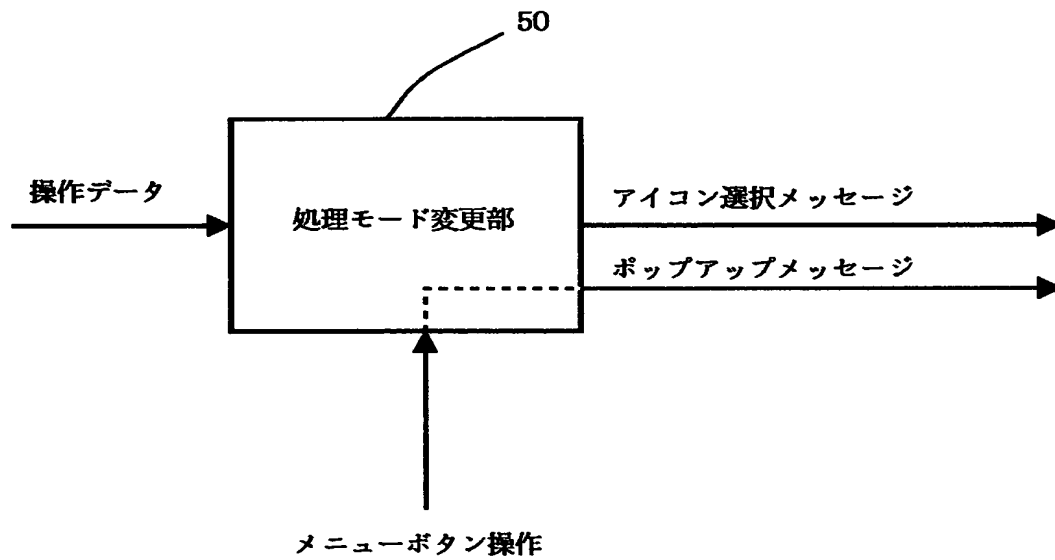 50
操作データ
処理モード変更部
アイコン選択メッセージ
ポップアップメッセージ
メニューボタン操作